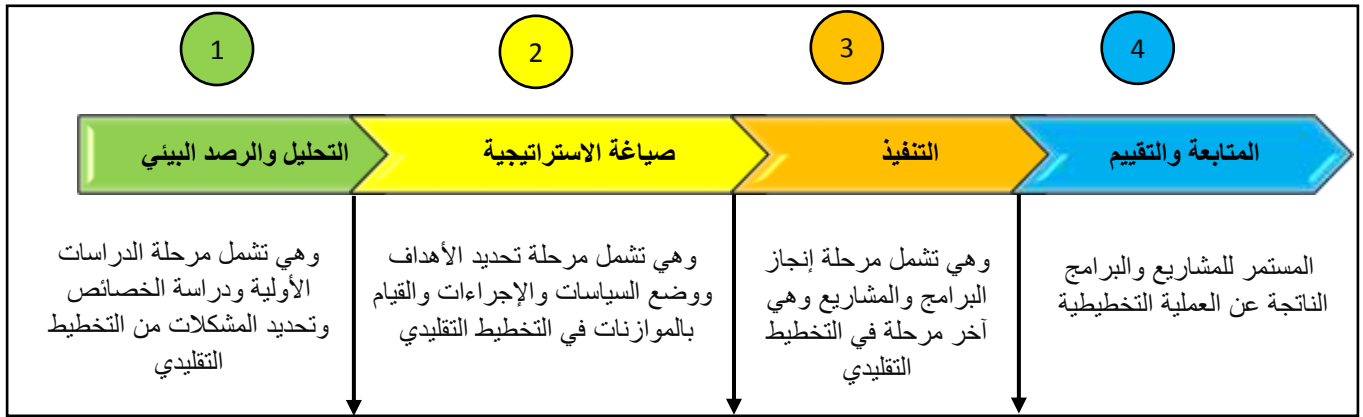 1
2
3
4
التحليل والرصد البيئي
صياغة الاستراتيجية
التنفيذ
المتابعة والتقييم
وهي تشمل مرحلة الدراسات
الأولية ودراسة الخصائص
وتحديد المشكلات من التخطيط
التقليدي
وهي تشمل مرحلة تحديد الأهداف
ووضع السياسات والإجراءات والقيام
بالموازنات في التخطيط التقليدي
وهي تشمل مرحلة إنجاز
البرامج والمشاريع وهي
آخر مرحلة في التخطيط
التقليدي
المستمر للمشاريع والبرامج
الناتجة عن العملية التخطيطية